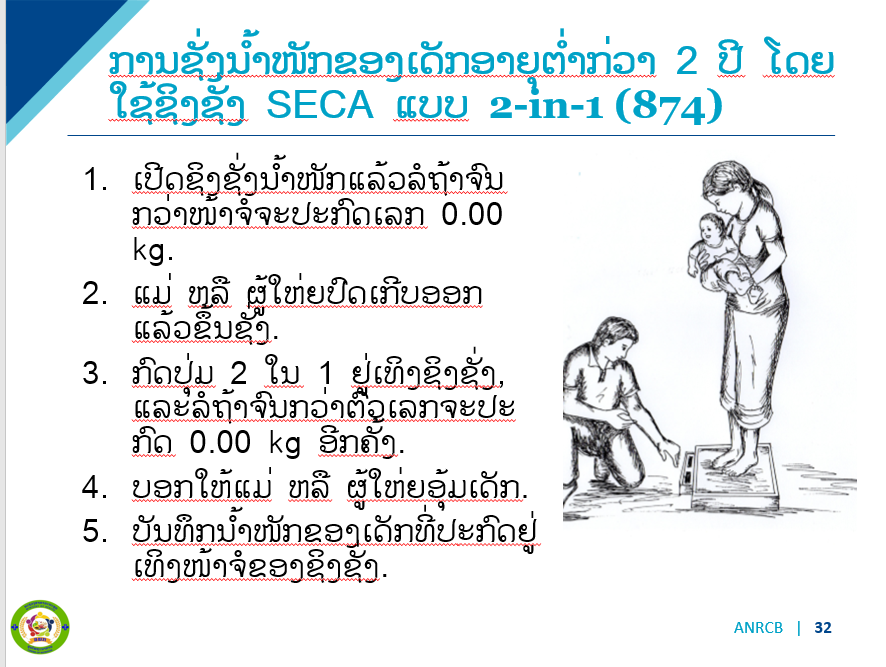 ການຊັ່ງນ້ຳໜັກຂອງເດັກອາຍຸຕ່ຳກ່ວາ 2 ປີ ໂດຍ
ໃຊ້ຊິງຊັ່ງ SECA ແບບ 2-in-1 (874)
1. ເປີດຊິງຊັ່ງນ້ຳໜັກແລ້ວລໍຖ້າຈົນ
ກວ່າໜ້າຈໍຈະປະກົດເລກ 0.00
kg.
2. ແມ່ ຫລື ຜູ້ໃຫ່ຍປົດເກີບອອກ
ແລ້ວຂຶ້ນຊັ່ງ.
3. ກົດປຸ່ມ 2 ໃນ 1 ຢູ່ເທິງຊິງຊັ່ງ,
ແລະລໍຖ້າຈົນກວ່າຕົວເລກຈະປະ
ກົດ 0.00 kg ອີກຄັ້ງ.
4. ບອກໃຫ້ແມ່ ຫລື ຜູ້ໃຫ່ຍອຸ້ມເດັກ.
5. ບັນທຶກນ້ຳໜັກຂອງເດັກທີ່ປະກົດຢູ່
ເທິງໜ້າຈໍຂອງຊິງຊັ່ງ.
ANRCB | 32